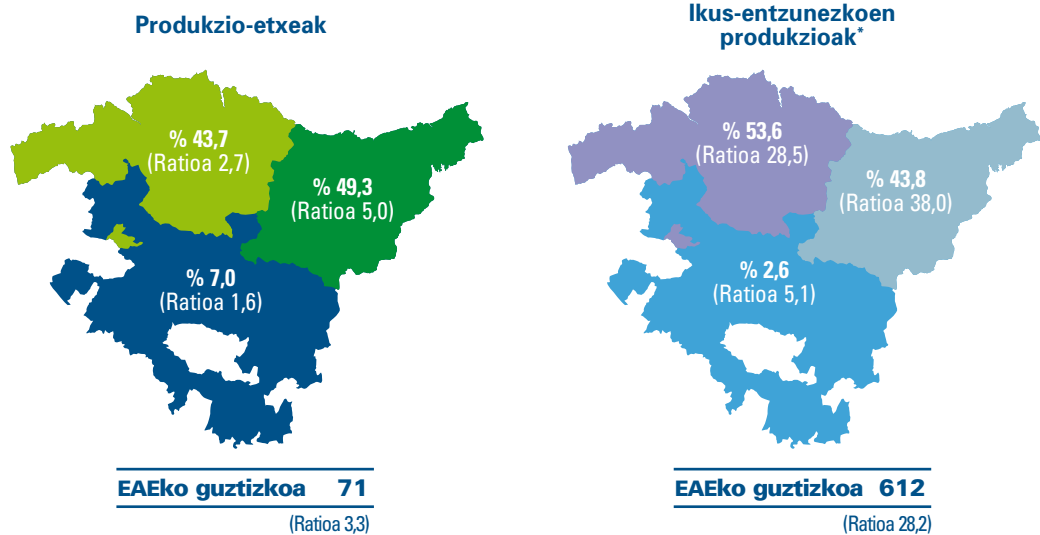 Produkzio-etxeak
% 43,7
(Ratioa 2,7)
% 49,3
(Ratioa 5,0)
% 7,0
(Ratioa 1,6)
EAEko guztizkoa 71
(Ratioa 3,3)
Ikus-entzunezkoen
produkzioak*
% 53,6
(Ratioa 28,5)
% 43,8
(Ratioa 38,0)
% 2,6
(Ratioa 5,1)
EAEko guztizkoa 612
(Ratioa 28,2)